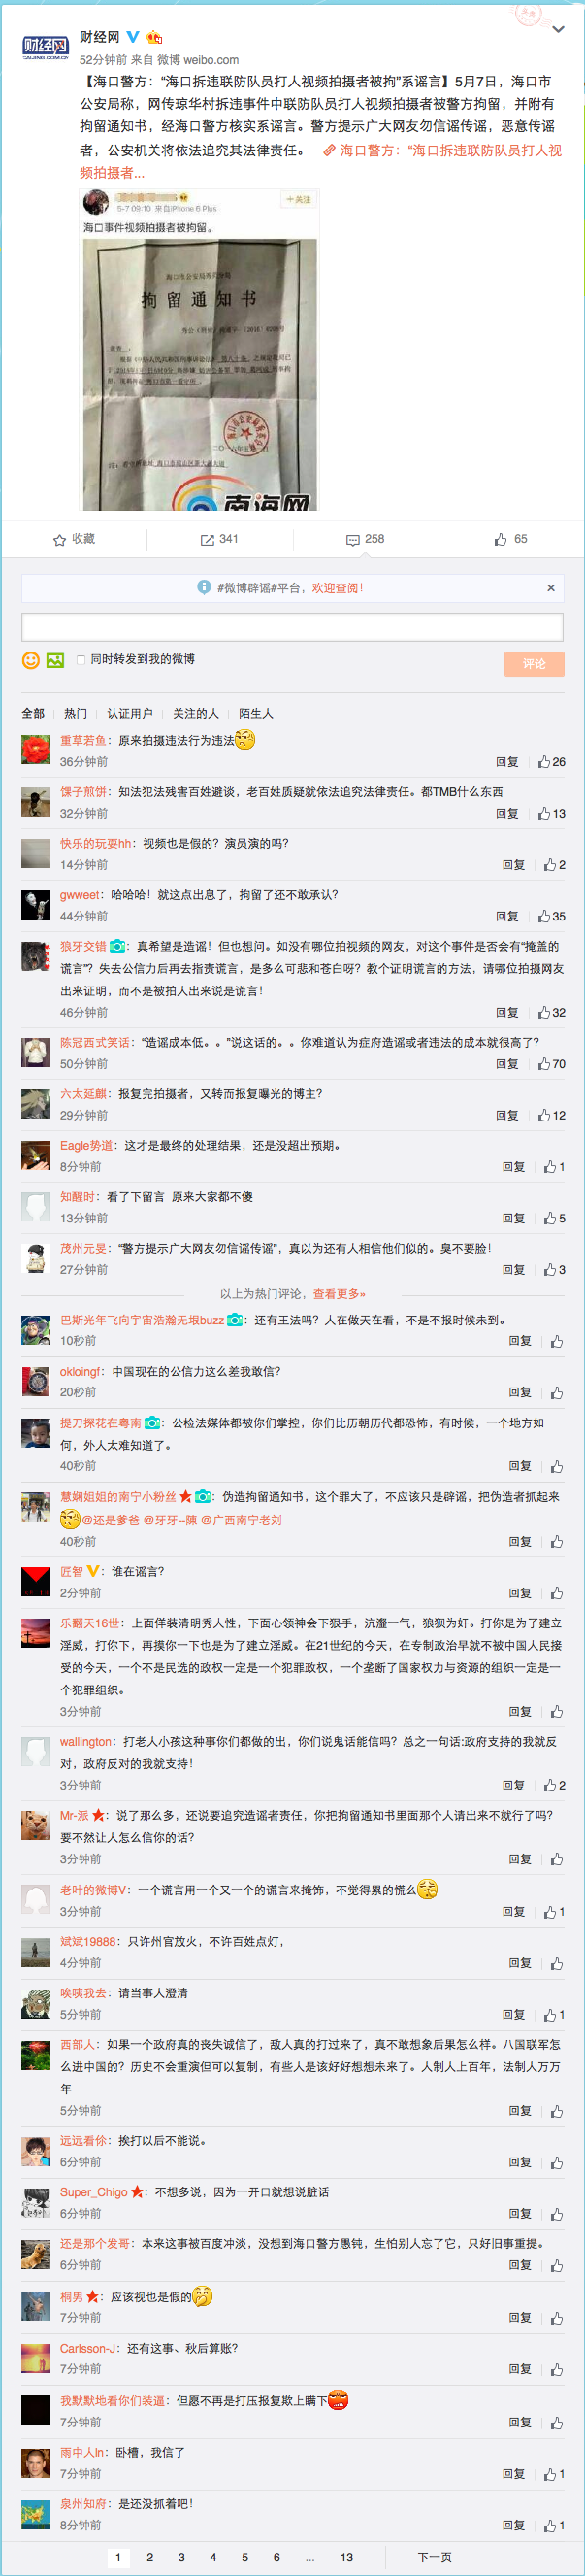 财经网
CAIJING.COM.CN
财经网
52分钟前 来自 微博 weibo.com
【海口警方：“海口拆违联防队员打人视频拍摄者被拘”系谣言】5月7日，海口市
公安局称，网传琼华村拆违事件中联防队员打人视频拍摄者被警方拘留，并附有
拘留通知书，经海口警方核实系谣言。警方提示广大网友勿信谣传谣，恶意传谣
者，公安机关将依法追究其法律责任。 海口警方：“海口拆违联防队员打人视
频拍摄者...
+关注
5-7 09:10 来自iPhone 6 Plus
海口事件视频拍摄者被拘留。
拘留通知书
南海网
收藏
341
258
65
#微博辟谣#平台，欢迎查阅！
×
同时转发到我的微博
评论
全部 热门 认证用户 关注的人 陌生人
重草若鱼：原来拍摄违法行为违法
36分钟前 回复 26
馃子煎饼：知法犯法残害百姓避谈，老百姓质疑就依法追究法律责任。都TMB什么东西
32分钟前 回复 13
快乐的玩耍hh：视频也是假的？演员演的吗？
14分钟前 回复 2
gwweet：哈哈哈！就这点出息了，拘留了还不敢承认？
44分钟前 回复 35
狼牙交错：真希望是造谣！但也想问。如没有哪位拍视频的网友，对这个事件是否会有“掩盖的
谎言”？失去公信力后再去指责谎言，是多么可悲和苍白呀？教个证明谎言的方法，请哪位拍摄网友
出来证明，而不是被拍人出来说是谎言！
46分钟前 回复 32
陈冠西式笑话：“造谣成本低。。”说这话的。。你难道认为症府造谣或者违法的成本就很高了？
50分钟前 回复 70
六太延麒：报复完拍摄者，又转而报复曝光的博主？
29分钟前 回复 12
Eagle势道：这才是最终的处理结果，还是没超出预期。
8分钟前 回复 1
知醒时：看了下留言 原来大家都不傻
13分钟前 回复 5
茂州元旻：“警方提示广大网友勿信谣传谣”，真以为还有人相信他们似的。臭不要脸！
27分钟前 回复 3
以上为热门评论，查看更多»
巴斯光年飞向宇宙浩瀚无垠buzz：还有王法吗？人在做天在看，不是不报时候未到。
10秒前 回复
okloingf：中国现在的公信力这么差我敢信？
20秒前 回复
提刀探花在粤南：公检法媒体都被你们掌控，你们比历朝历代都恐怖，有时候，一个地方如
何，外人太难知道了。
40秒前 回复
慧娴姐姐的南宁小粉丝：伪造拘留通知书，这个罪大了，不应该只是辟谣，把伪造者抓起来
@还是爹爸 @牙牙--陳 @广西南宁老刘
40秒前 回复
匠智：谁在谣言？
2分钟前 回复
乐翻天16世：上面佯装清明秀人性，下面心领神会下狠手，沆瀣一气，狼狈为奸。打你是为了建立
淫威，打你下，再摸你一下也是为了建立淫威。在21世纪的今天，在专制政治早就不被中国人民接
受的今天，一个不是民选的政权一定是一个犯罪政权，一个垄断了国家权力与资源的组织一定是一
个犯罪组织。
3分钟前 回复
wallington：打老人小孩这种事你们都做的出，你们说鬼话能信吗？总之一句话:政府支持的我就反
对，政府反对的我就支持！
3分钟前 回复 2
Mr-派：说了那么多，还说要追究造谣者责任，你把拘留通知书里面那个人请出来不就行了吗？
要不然让人怎么信你的话？
3分钟前 回复
老叶的微博V：一个谎言用一个又一个的谎言来掩饰，不觉得累的慌么
3分钟前 回复 1
斌斌19888：只许州官放火，不许百姓点灯，
4分钟前 回复
唉咦我去：请当事人澄清
5分钟前 回复 1
西部人：如果一个政府真的丧失诚信了，敌人真的打过来了，真不敢想象后果怎么样。八国联军怎
么进中国的？历史不会重演但可以复制，有些人是该好好想想未来了。人制人上百年，法制人万万
年
5分钟前 回复
远远看你：挨打以后不能说。
6分钟前 回复
Super_Chigo：不想多说，因为一开口就想说脏话
6分钟前 回复
还是那个发哥：本来这事被百度冲淡，没想到海口警方愚钝，生怕别人忘了它，只好旧事重提。
6分钟前 回复
桐男：应该视也是假的
7分钟前 回复
Carlsson-J：还有这事、秋后算账？
7分钟前 回复
我默默地看你们装逼：但愿不再是打压报复欺上瞒下
7分钟前 回复
雨中人ln：卧槽，我信了
7分钟前 回复 1
泉州知府：是还没抓着吧！
8分钟前 回复 1
1 2 3 4 5 6 ... 13 下一页